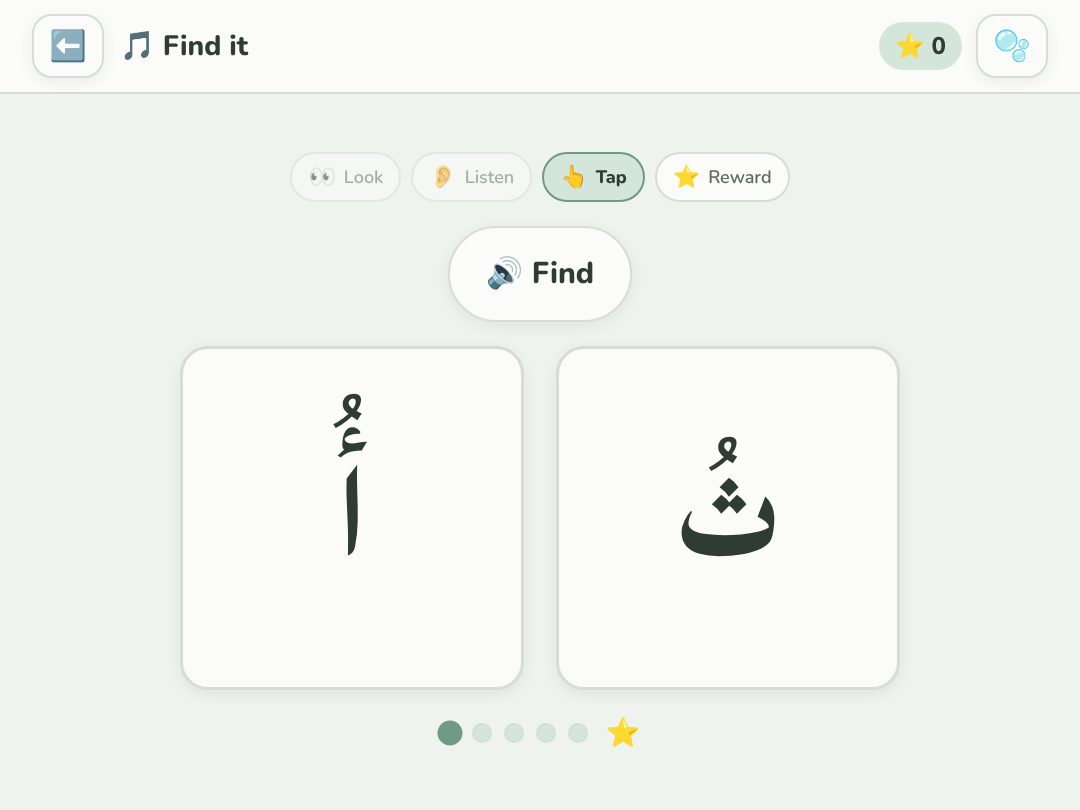 Find it
0
Look
Listen
Tap
Reward
Find
أُ
ثُ